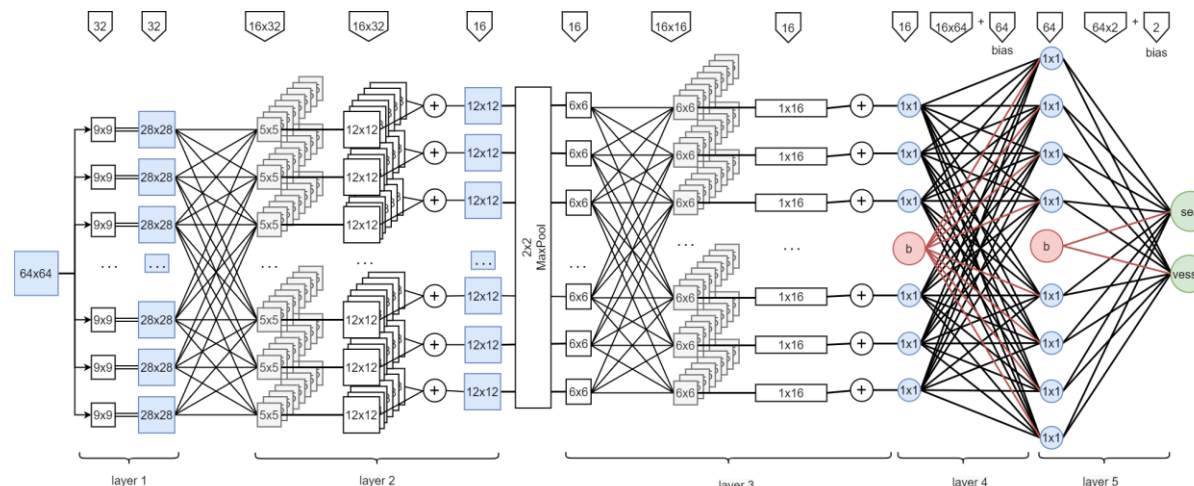 32 32 16x32 16x32 16 16 16x16 16 16 16x64 + 64 64 64x2 + 2
bias bias
1x1
12x12 6x6 6x6 1x16 + 1x1 1x1
9x9 28x28 5x5 12x12 +
12x12 6x6 6x6 1x16 + 1x1 1x1
9x9 28x28 5x5 12x12 +
12x12 6x6 6x6 1x16 + 1x1 1x1
9x9 28x28 5x5 12x12 +
64x64 ... ... ... ... ... 2x2 MaxPool ... ... ... b b
12x12 6x6 6x6 1x16 + 1x1 1x1
9x9 28x28 5x5 12x12 +
12x12 6x6 6x6 1x16 + 1x1 1x1
9x9 28x28 5x5 12x12 +
12x12 6x6 6x6 1x16 + 1x1 1x1
9x9 28x28 5x5 12x12 +
1x1
layer 1 layer 2 layer 3 layer 4 layer 5